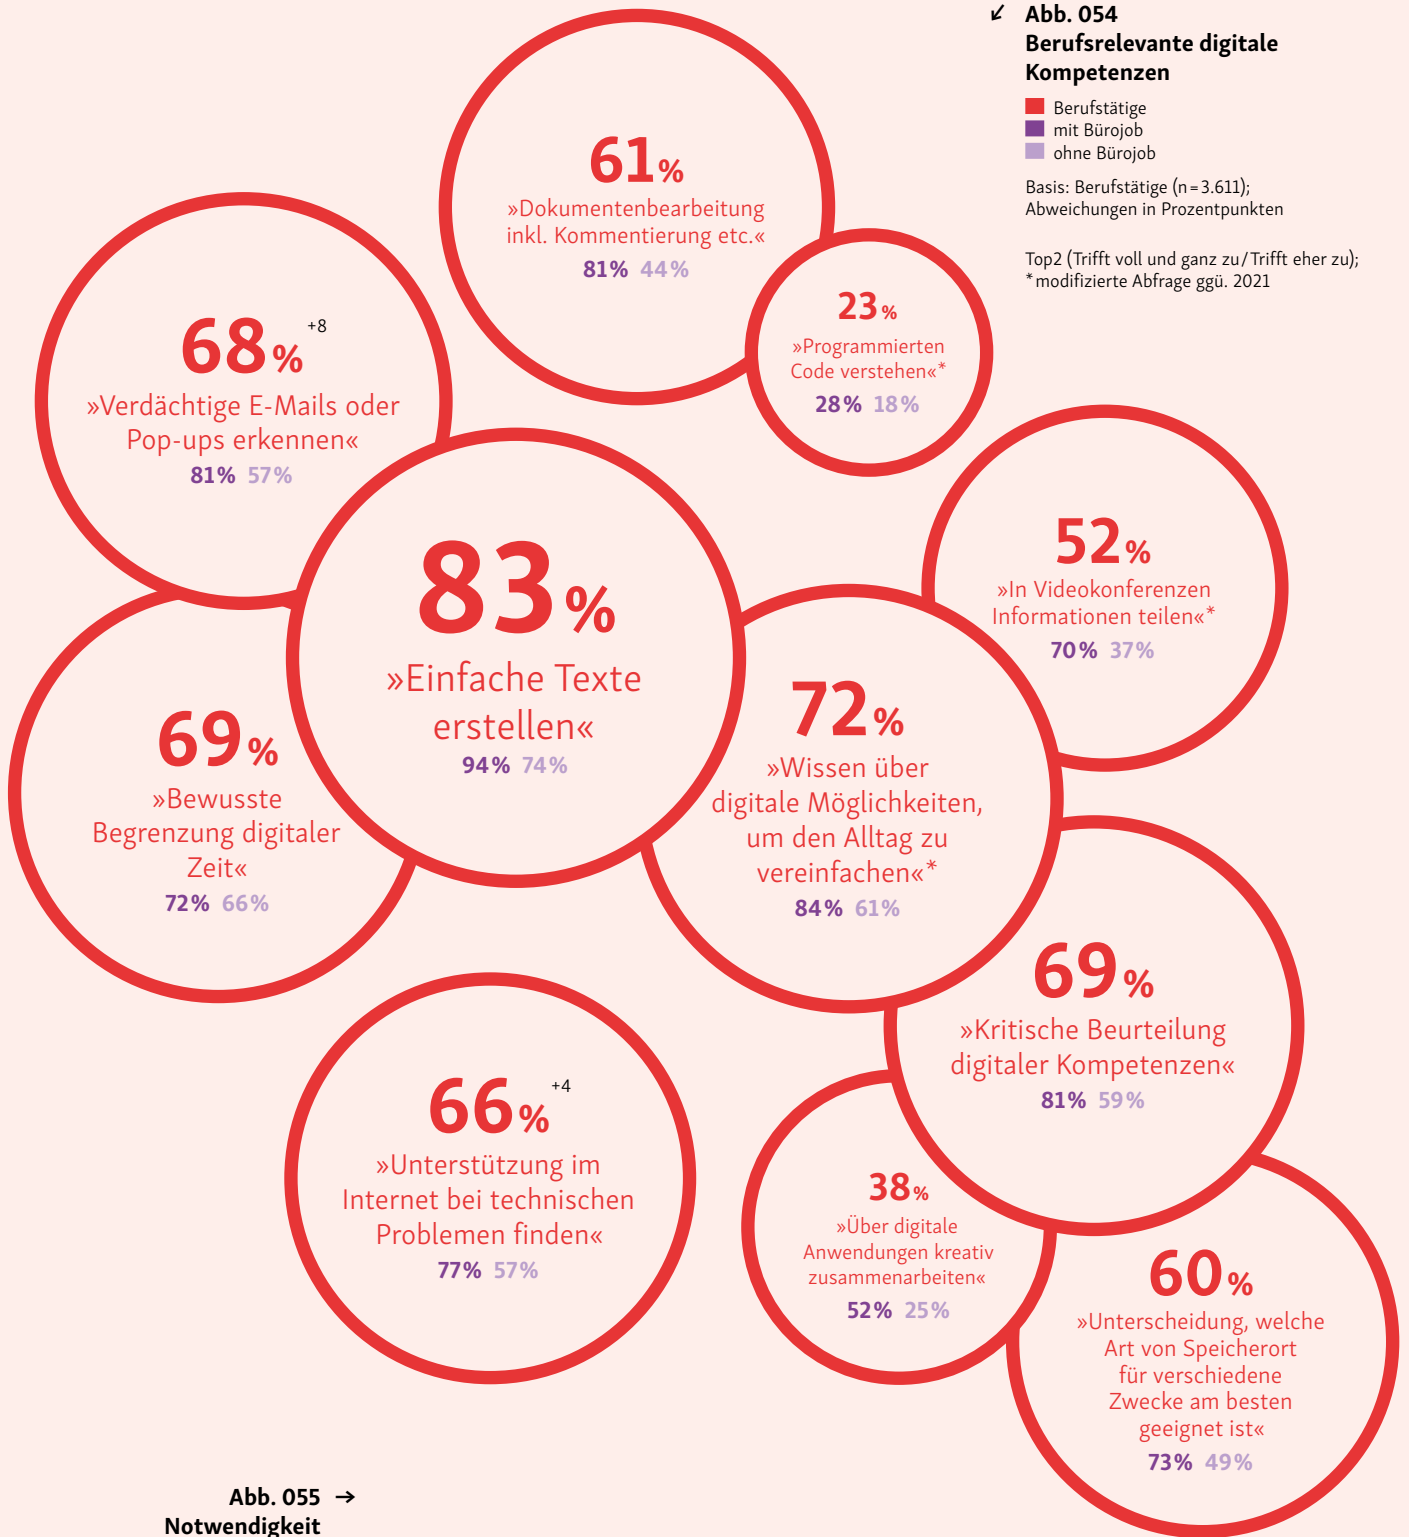 ↙ Abb. 054
Berufsrelevante digitale
Kompetenzen
Berufstätige
mit Bürojob
ohne Bürojob
Basis: Berufstätige (n=3.611);
Abweichungen in Prozentpunkten
Top2 (Trifft voll und ganz zu/Trifft eher zu);
*modifizierte Abfrage ggü. 2021
61%
»Dokumentenbearbeitung
inkl. Kommentierung etc.«
81% 44%
23%
»Programmierten
Code verstehen«*
28% 18%
68% +8
»Verdächtige E-Mails oder
Pop-ups erkennen«
81% 57%
83%
»Einfache Texte
erstellen«
94% 74%
52%
»In Videokonferenzen
Informationen teilen«*
70% 37%
69%
»Bewusste
Begrenzung digitaler
Zeit«
72% 66%
72%
»Wissen über
digitale Möglichkeiten,
um den Alltag zu
vereinfachen«*
84% 61%
69%
»Kritische Beurteilung
digitaler Kompetenzen«
81% 59%
66% +4
»Unterstützung im
Internet bei technischen
Problemen finden«
77% 57%
38%
»Über digitale
Anwendungen kreativ
zusammenarbeiten«
52% 25%
60%
»Unterscheidung, welche
Art von Speicherort
für verschiedene
Zwecke am besten
geeignet ist«
73% 49%
Abb. 055 →
Notwendigkeit